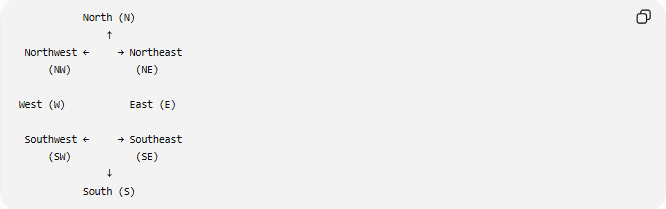 North (N)
↑
Northwest ← → Northeast
(NW) (NE)
West (W) East (E)
Southwest ← → Southeast
(SW) (SE)
↓
South (S)